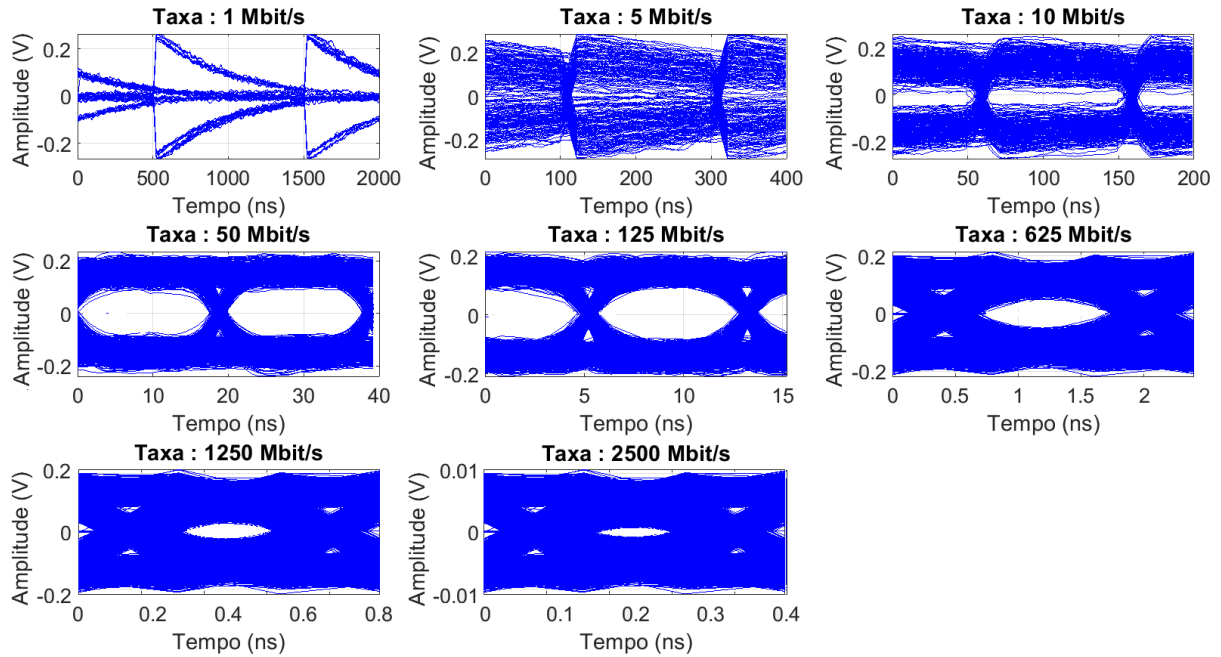 Taxa : 1 Mbit/s
Amplitude (V)
0.2
0
-0.2
0 500 1000 1500 2000
Tempo (ns)
Taxa : 5 Mbit/s
Amplitude (V)
0.2
0
-0.2
0 100 200 300 400
Tempo (ns)
Taxa : 10 Mbit/s
Amplitude (V)
0.2
0
-0.2
0 50 100 150 200
Tempo (ns)
Taxa : 50 Mbit/s
Amplitude (V)
0.2
0
-0.2
0 10 20 30 40
Tempo (ns)
Taxa : 125 Mbit/s
Amplitude (V)
0.2
0
-0.2
0 5 10 15
Tempo (ns)
Taxa : 625 Mbit/s
Amplitude (V)
0.2
0
-0.2
0 0.5 1 1.5 2
Tempo (ns)
Taxa : 1250 Mbit/s
Amplitude (V)
0.2
0
-0.2
0 0.2 0.4 0.6 0.8
Tempo (ns)
Taxa : 2500 Mbit/s
Amplitude (V)
0.01
0
-0.01
0 0.1 0.2 0.3 0.4
Tempo (ns)